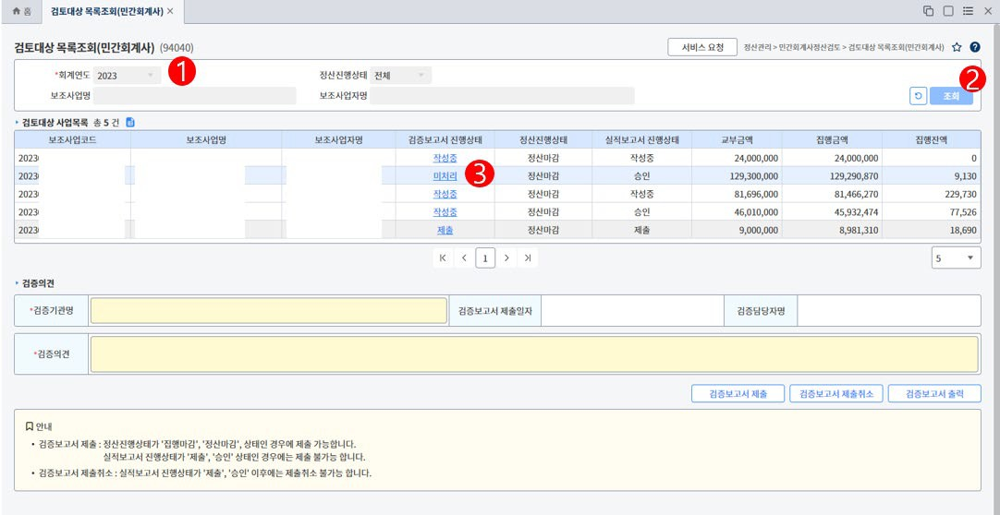 홈 검토대상 목록조회(민간회계사) ×
검토대상 목록조회(민간회계사) (94040) 서비스 요청 정산관리 > 민간회계사정산검토 > 검토대상 목록조회(민간회계사)
*회계연도 2023 1 정산진행상태 전체 2
보조사업명 보조사업자명 조회
검토대상 사업목록 총 5 건
보조사업코드 보조사업명 보조사업자명 검증보고서 진행상태 정산진행상태 실적보고서 진행상태 교부금액 집행금액 집행잔액
2023 작성중 정산마감 작성중 24,000,000 24,000,000 0
2023 미처리 3 정산마감 승인 129,300,000 129,290,870 9,130
2023 작성중 정산마감 작성중 81,696,000 81,466,270 229,730
2023 작성중 정산마감 승인 46,010,000 45,932,474 77,526
2023 제출 정산마감 제출 9,000,000 8,981,310 18,690
1 5
검증의견
*검증기관명 검증보고서 제출일자 검증담당자명
*검증의견
검증보고서 제출 검증보고서 제출취소 검증보고서 출력
안내
• 검증보고서 제출 : 정산진행상태가 '집행마감', '정산마감', 상태인 경우에 제출 가능합니다.
실적보고서 진행상태가 '제출', '승인' 상태인 경우에는 제출 불가능 합니다.
• 검증보고서 제출취소 : 실적보고서 진행상태가 '제출', '승인' 이후에는 제출취소 불가능 합니다.